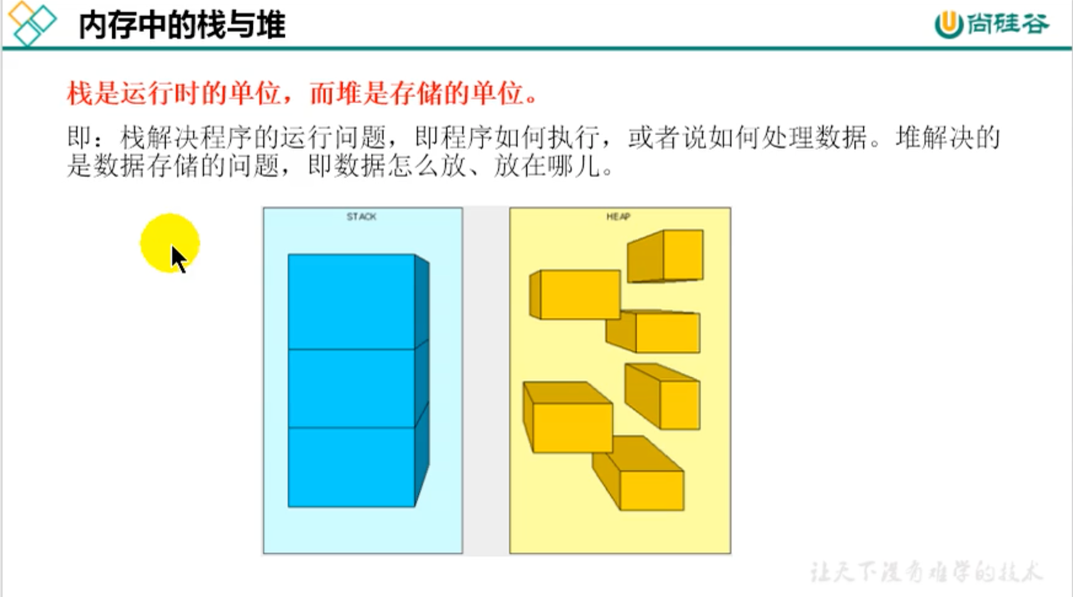 内存中的栈与堆
尚硅谷
栈是运行时的单位，而堆是存储的单位。
即：栈解决程序的运行问题，即程序如何执行，或者说如何处理数据。堆解决的
是数据存储的问题，即数据怎么放、放在哪儿。
STACK
HEAP
让天下没有难学的技术